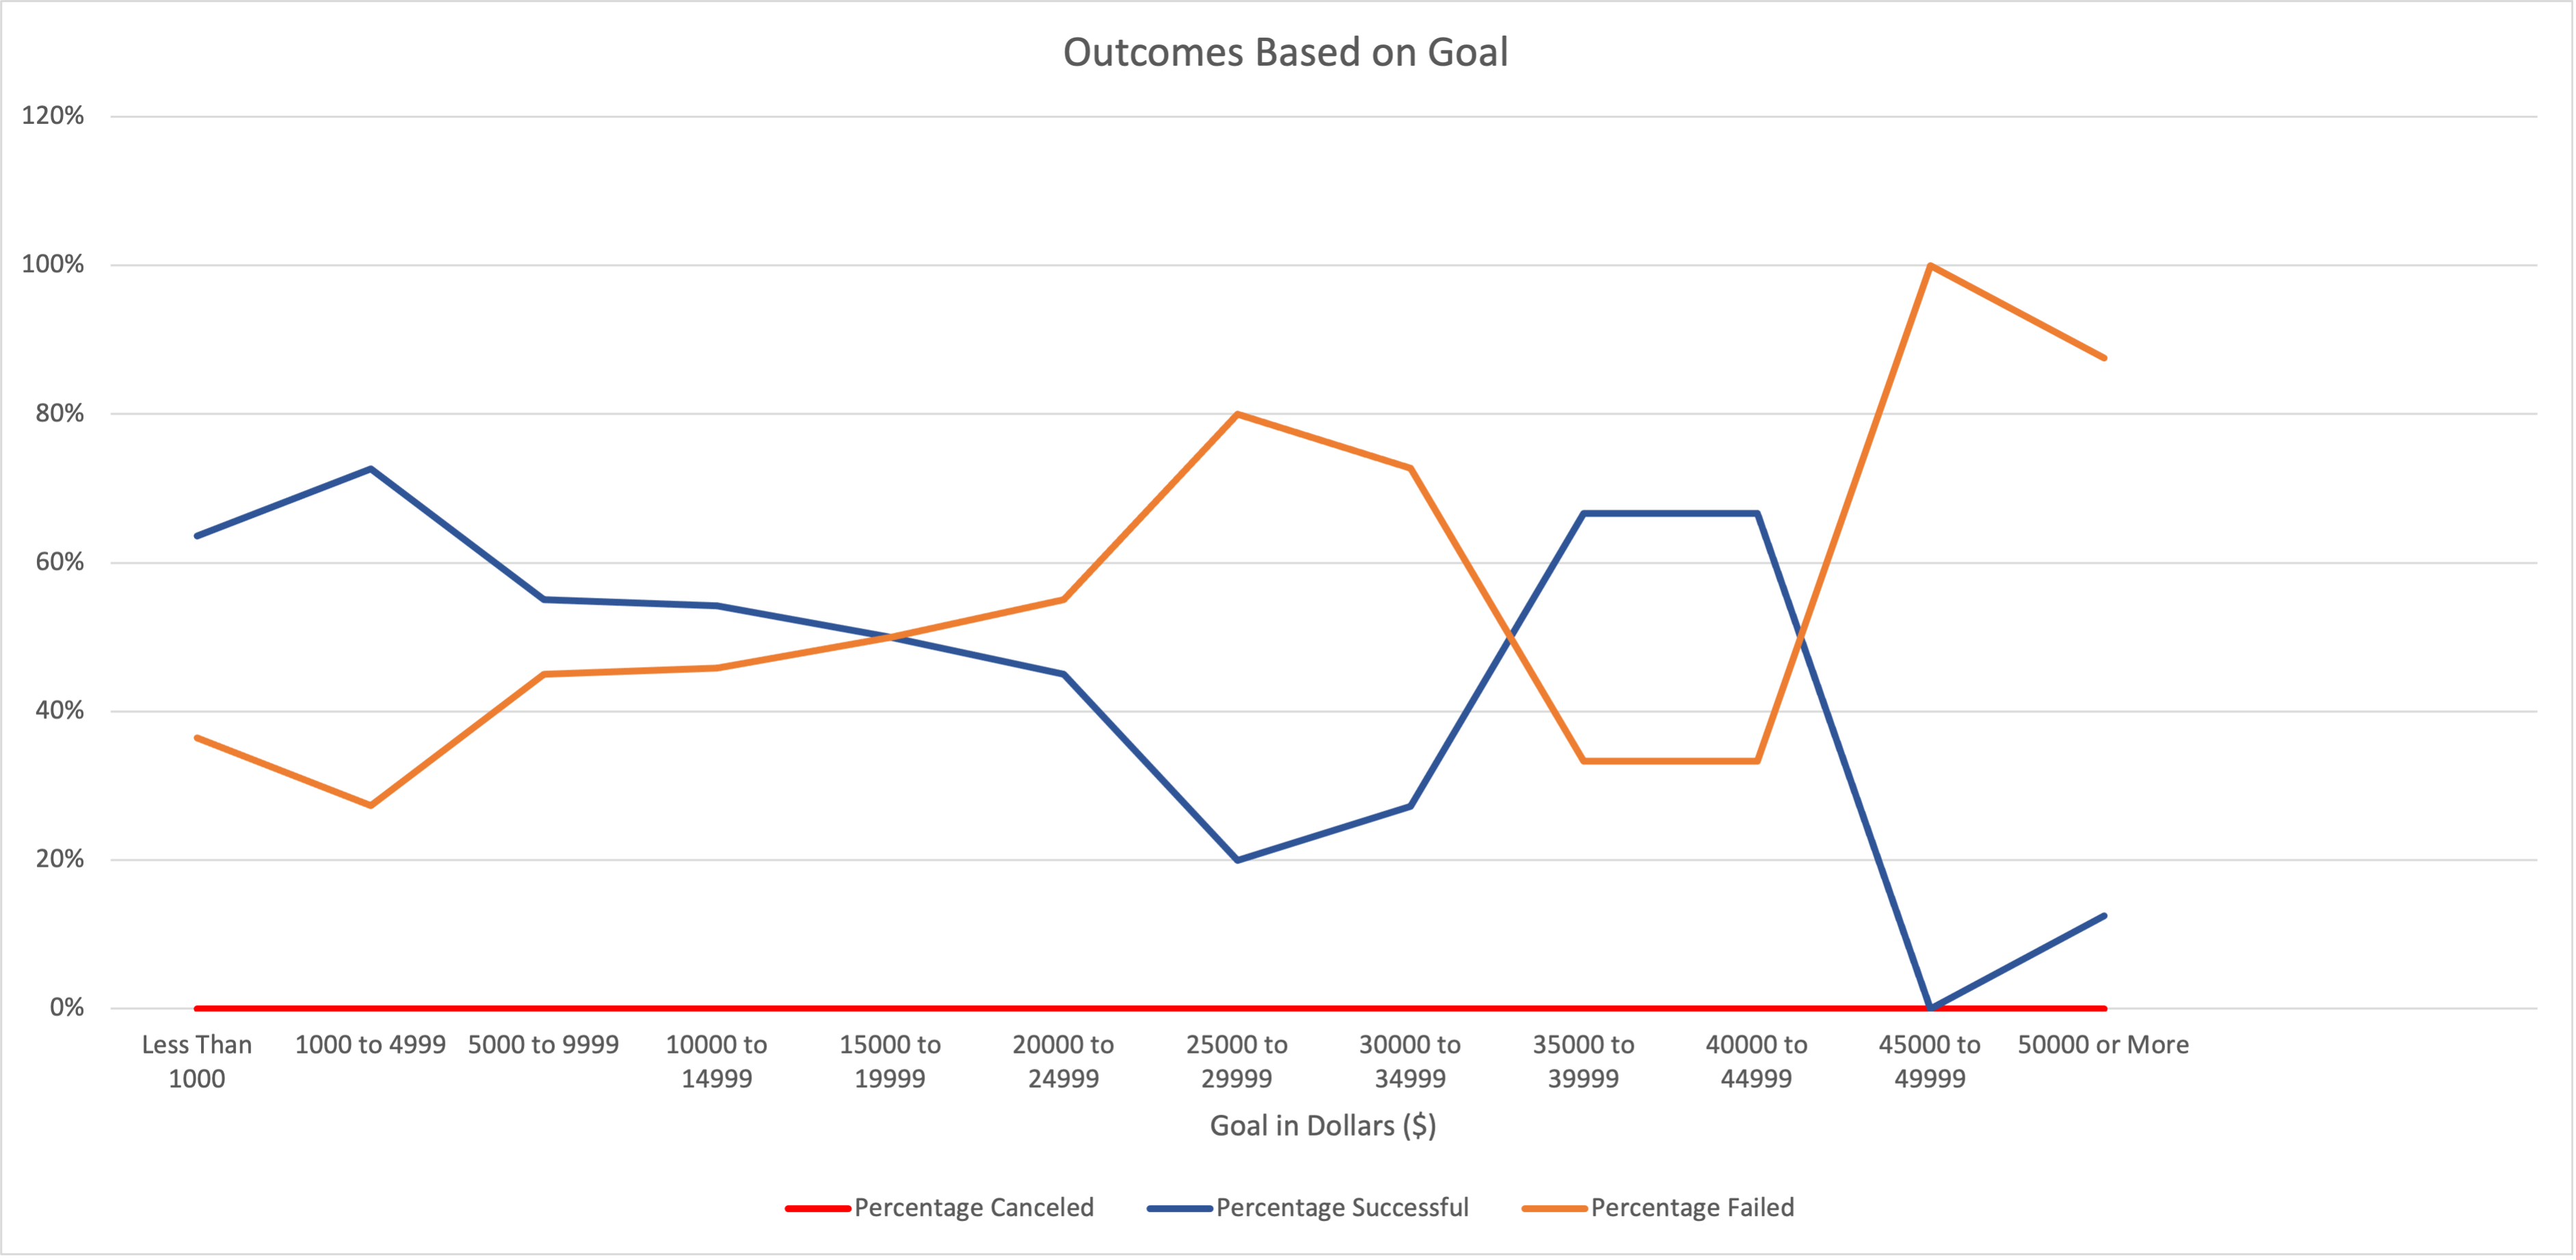 Outcomes Based on Goal
120%
100%
80%
60%
40%
20%
0%
Less Than
1000
1000 to 4999
5000 to 9999
10000 to
14999
15000 to
19999
20000 to
24999
25000 to
29999
30000 to
34999
35000 to
39999
40000 to
44999
45000 to
49999
50000 or More
Goal in Dollars ($)
Percentage Canceled
Percentage Successful
Percentage Failed